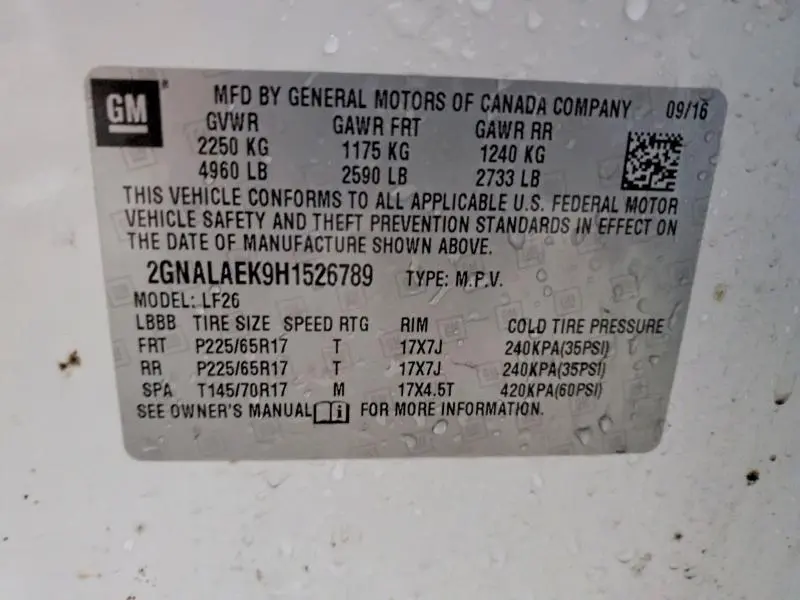 GM
MFD BY GENERAL MOTORS OF CANADA COMPANY 09/16
GVWR GAWR FRT GAWR RR
2250 KG 1175 KG 1240 KG
4960 LB 2590 LB 2733 LB
THIS VEHICLE CONFORMS TO ALL APPLICABLE U.S. FEDERAL MOTOR
VEHICLE SAFETY AND THEFT PREVENTION STANDARDS IN EFFECT ON
THE DATE OF MANUFACTURE SHOWN ABOVE.
2GNALAEK9H1526789 TYPE: M.P.V.
MODEL: LF26
LBBB TIRE SIZE SPEED RTG RIM COLD TIRE PRESSURE
FRT P225/65R17 T 17X7J 240KPA(35PSI)
RR P225/65R17 T 17X7J 240KPA(35PSI)
SPA T145/70R17 M 17X4.5T 420KPA(60PSI)
SEE OWNER'S MANUAL i FOR MORE INFORMATION.